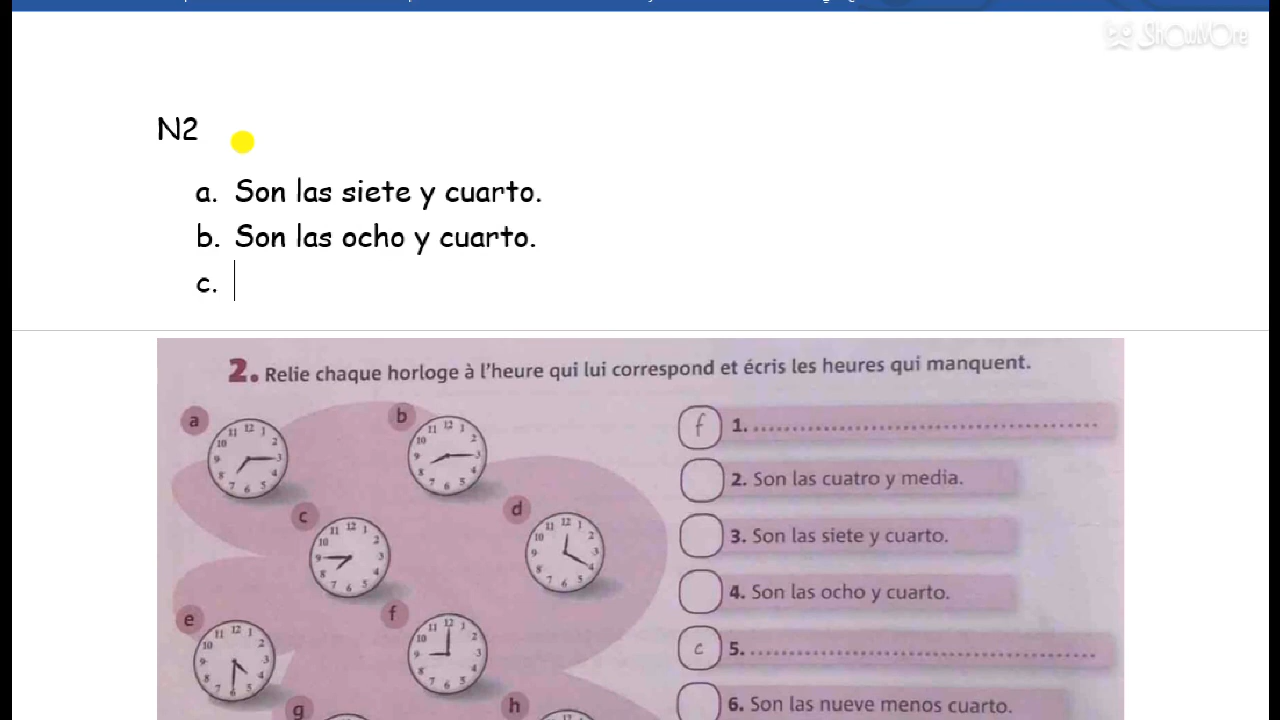 ShowMore
N2
a. Son las siete y cuarto.
b. Son las ocho y cuarto.
c.
2. Relie chaque horloge à l'heure qui lui correspond et écris les heures qui manquent.
a
b
c
d
e
f
g
h
f 1. ....................
2. Son las cuatro y media.
3. Son las siete y cuarto.
4. Son las ocho y cuarto.
c 5. ....................
6. Son las nueve menos cuarto.